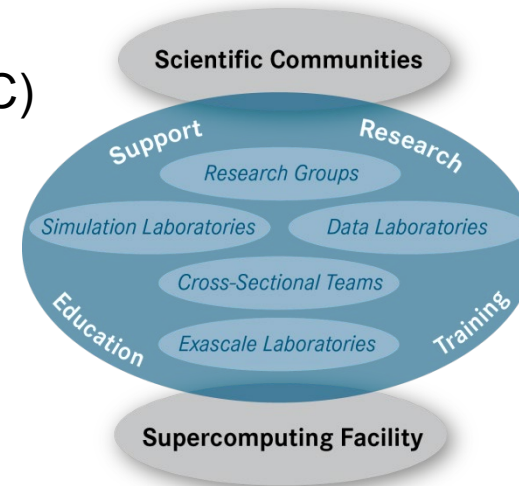 Scientific Communities
C)
Support
Research
Research Groups
Simulation Laboratories
Data Laboratories
Cross-Sectional Teams
Education
Training
Exascale Laboratories
Supercomputing Facility